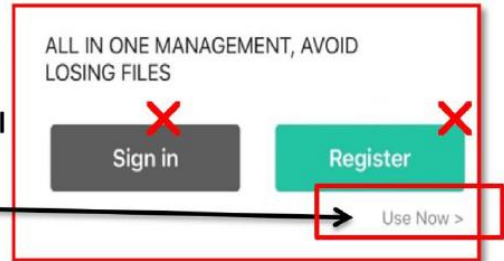 ALL IN ONE MANAGEMENT, AVOID
LOSING FILES
Sign in
Register
Use Now >